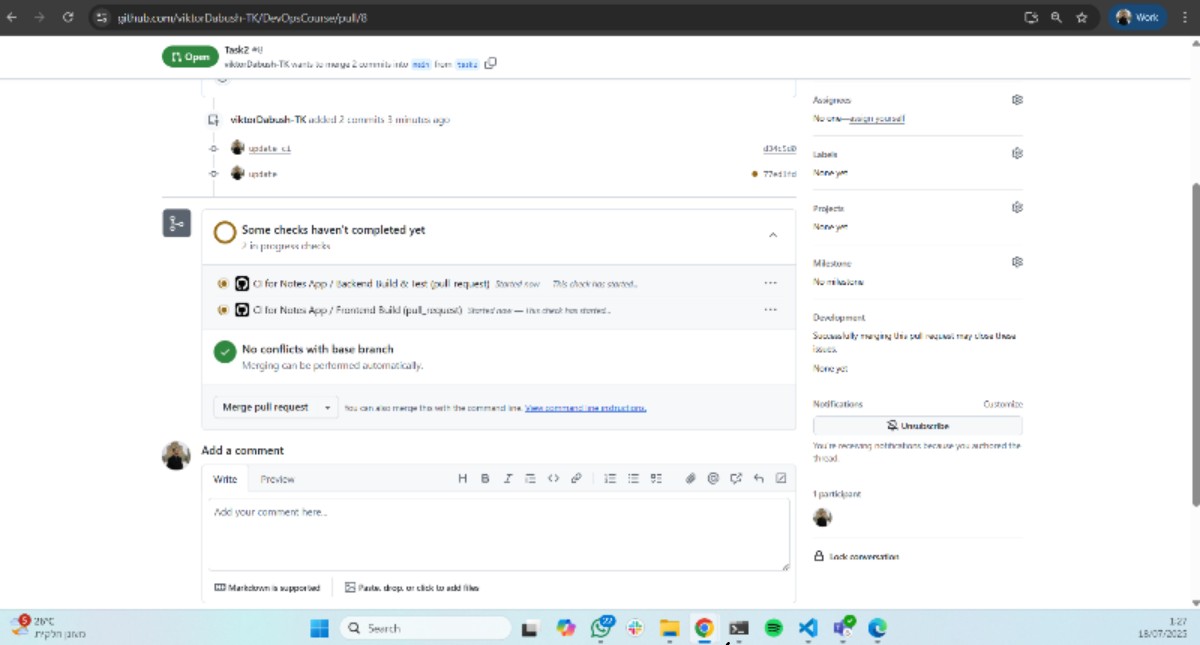 github.com/viktorDabush-TK/DevOpsCourse/pull/8
Work
Open
Task2 #8
viktorDabush-TK wants to merge 2 commits into main from task2
viktorDabush-TK added 2 commits 3 minutes ago
update ci
update
Some checks haven't completed yet
2 in progress checks
CI for Notes App / Backend Build & Test (pull_request) Started now — This check has started...
CI for Notes App / Frontend Build (pull_request) Started now — This check has started...
No conflicts with base branch
Merging can be performed automatically.
Merge pull request
You can also merge this with the command line. View command line instructions.
Add a comment
Write
Preview
H B I
Add your comment here...
Markdown is supported
Paste, drop, or click to add files
Assignees
No one—assign yourself
Labels
None yet
Projects
None yet
Milestone
No milestone
Development
Successfully merging this pull request may close these
issues.
None yet
Notifications
Customize
Unsubscribe
You're receiving notifications because you authored the
thread.
1 participant
Lock conversation
5
26°C
מעונן חלקית
Search
22
1:27
18/07/2025